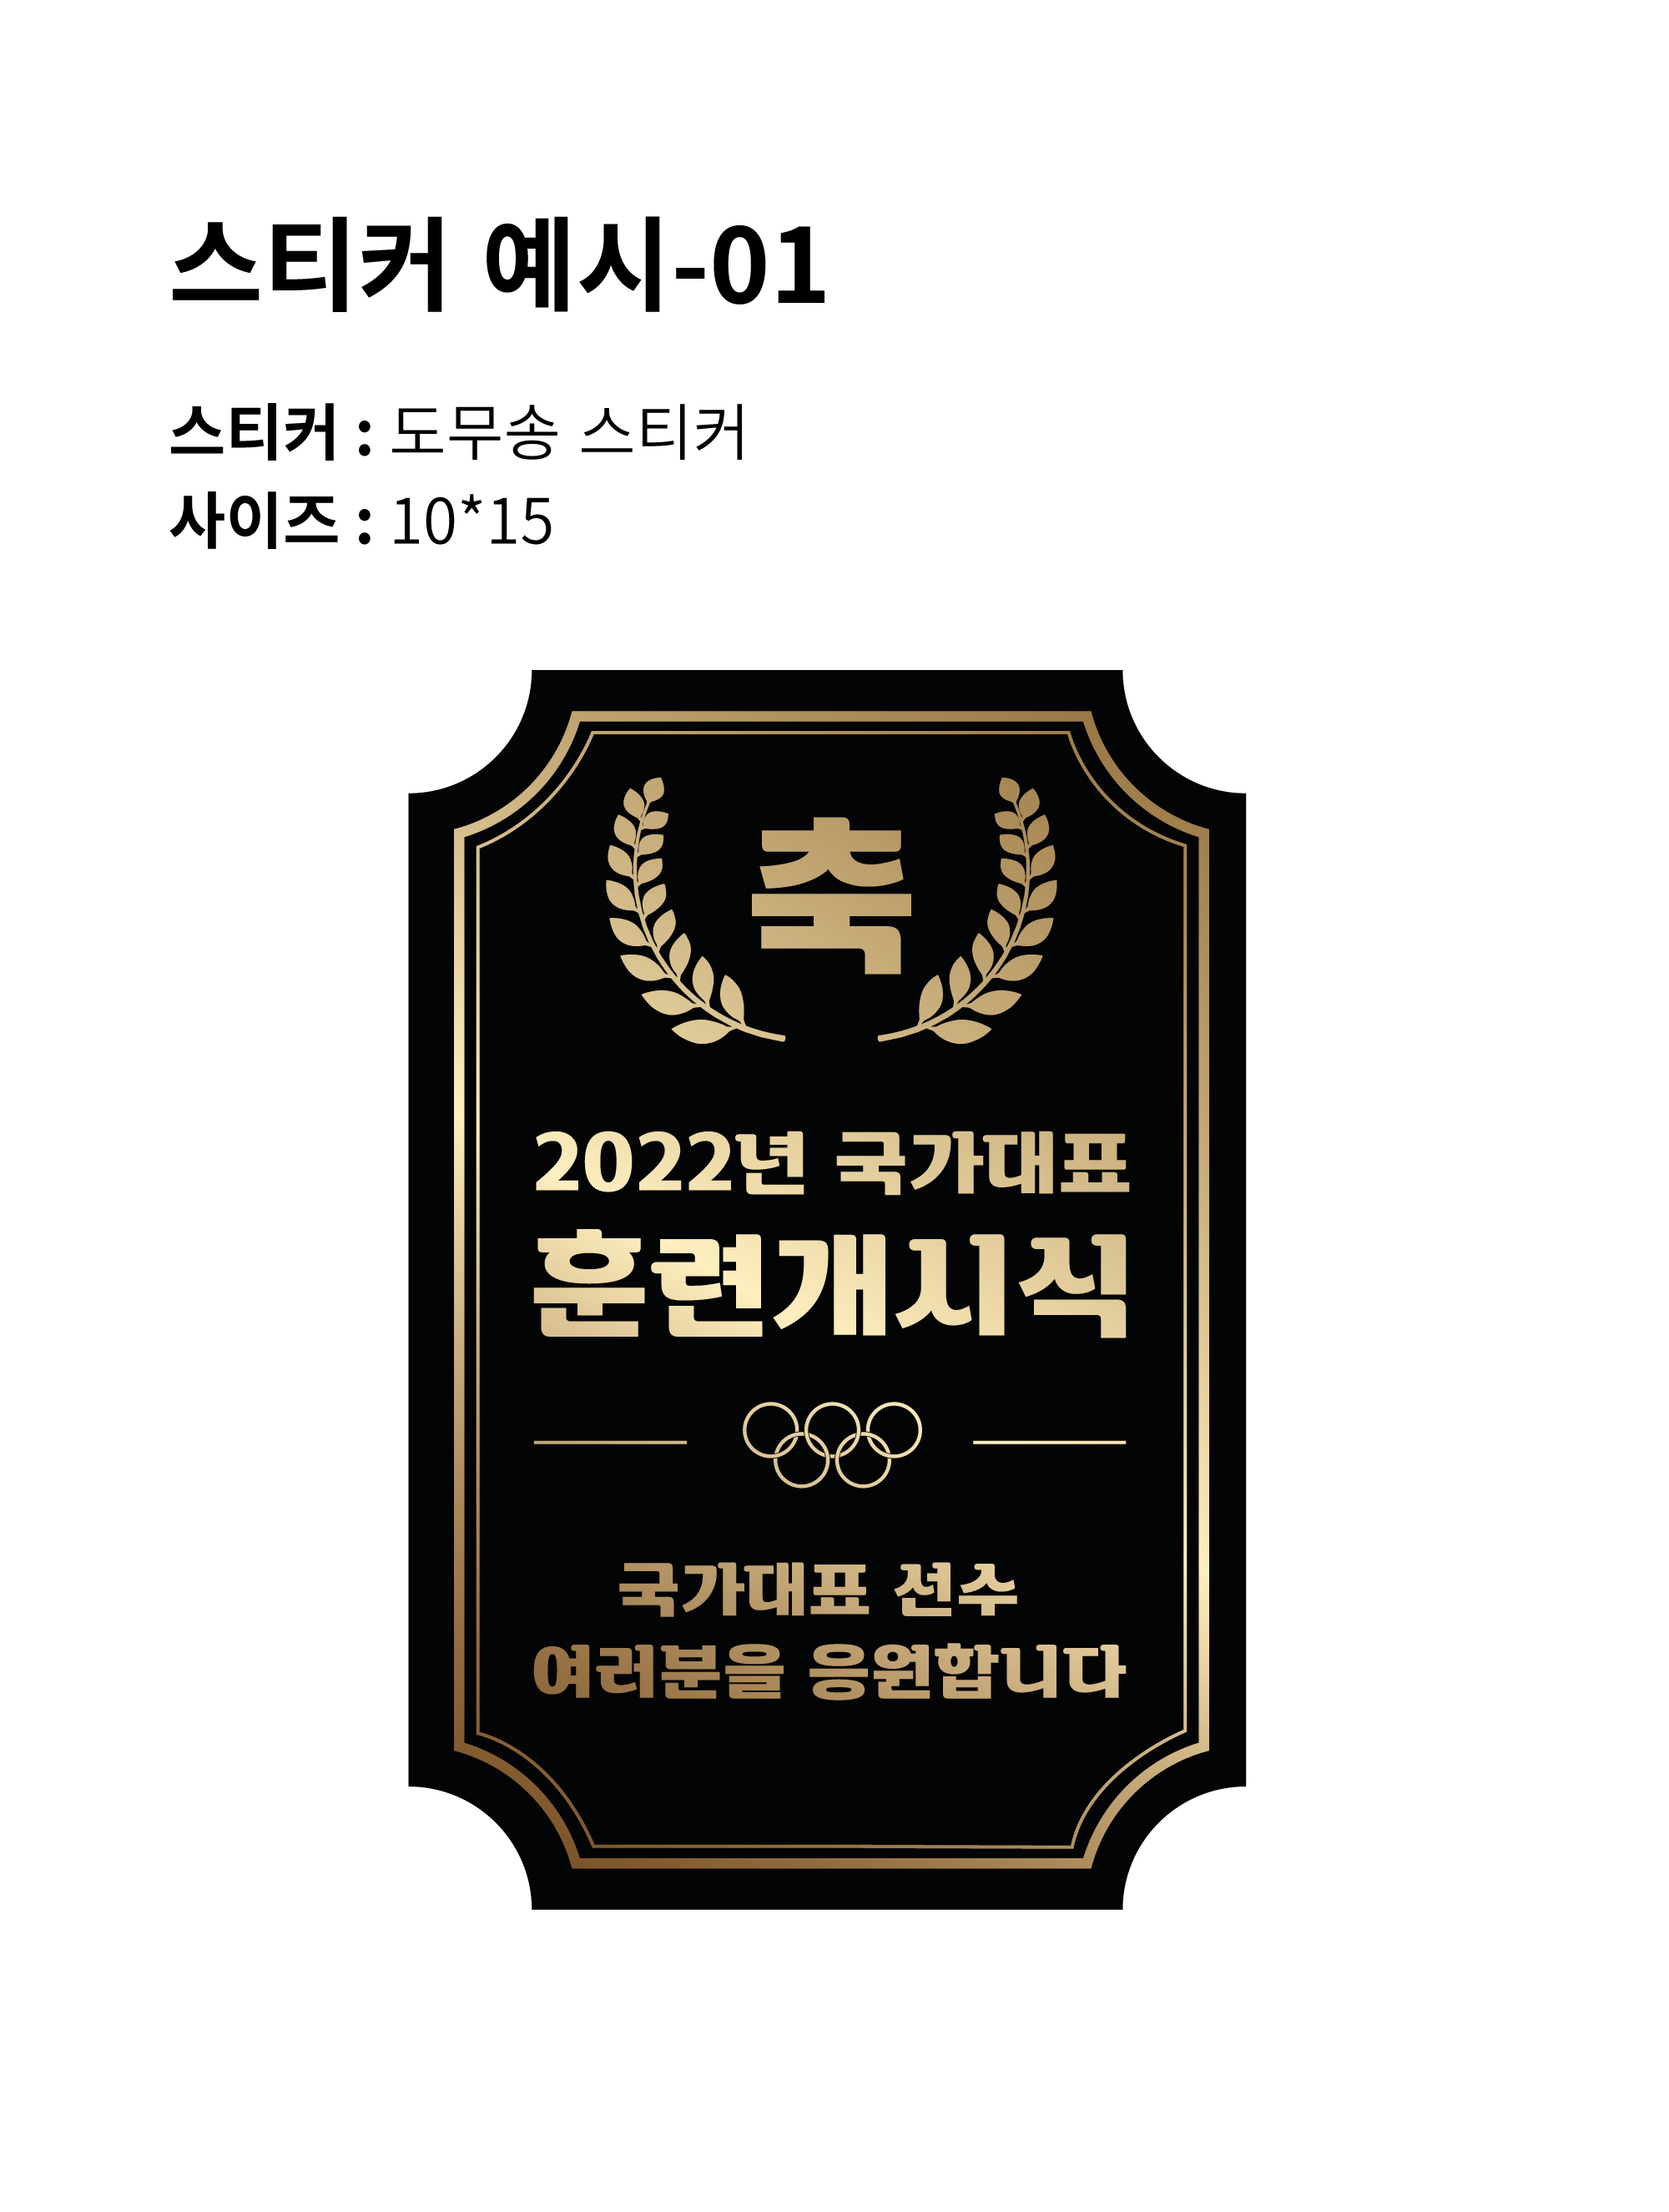 스티커 예시-01
스티커 : 도무송 스티커
사이즈 : 10*15
축
2022년 국가대표
훈련개시식
국가대표 선수
여러분을 응원합니다